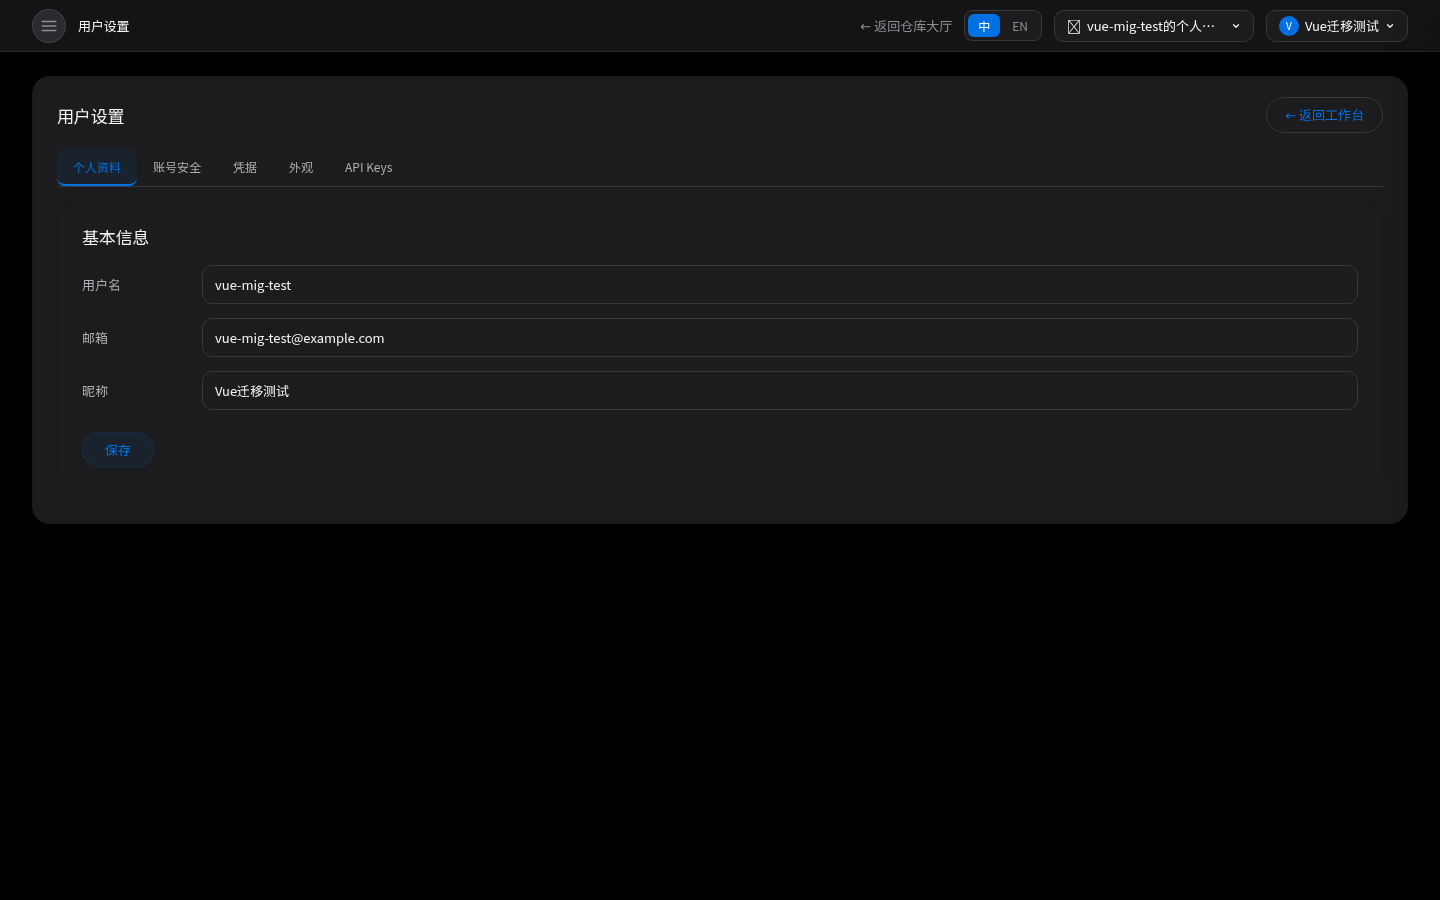 用户设置
← 返回仓库大厅
中
EN
vue-mig-test的个人…
V
Vue迁移测试
用户设置
← 返回工作台
个人资料
账号安全
凭据
外观
API Keys
基本信息
用户名
vue-mig-test
邮箱
vue-mig-test@example.com
昵称
Vue迁移测试
保存